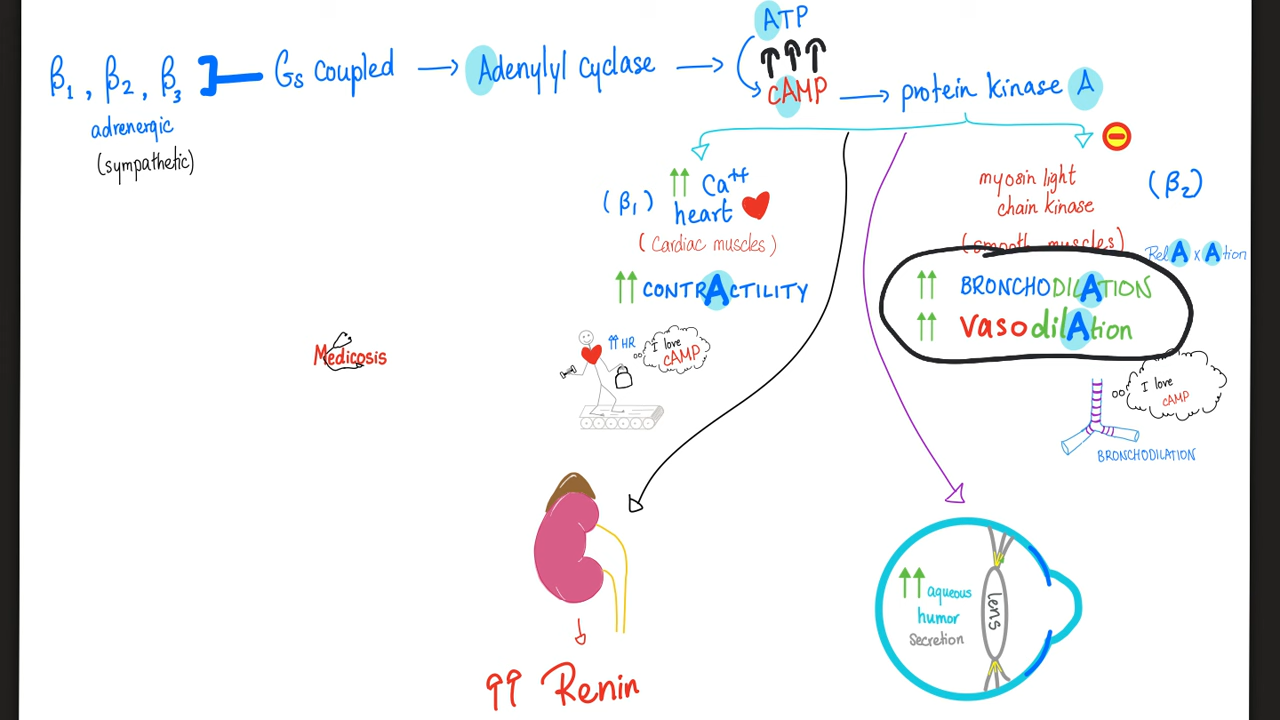 β1, β2, β3 ] Gs coupled → Adenylyl cyclase → ATP
↑↑↑
cAMP → protein kinase A
adrenergic
(sympathetic)
(β1) ↑↑ Ca++
heart
(Cardiac muscles)
↑↑ CONTRACTILITY
myosin light
chain kinase
(β2)
(smooth muscles)
RelAxAtion
↑↑ BRONCHODILATION
↑↑ Vasodilation
Medicosis
↑↑ HR
I love
cAMP
I love
cAMP
BRONCHODILATION
↑↑ aqueous
humor
Secretion
Lens
↑↑ Renin